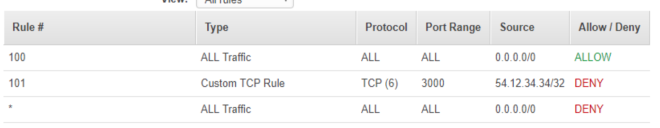 View: All rules
Rule # Type Protocol Port Range Source Allow / Deny
100 ALL Traffic ALL ALL 0.0.0.0/0 ALLOW
101 Custom TCP Rule TCP (6) 3000 54.12.34.34/32 DENY
* ALL Traffic ALL ALL 0.0.0.0/0 DENY